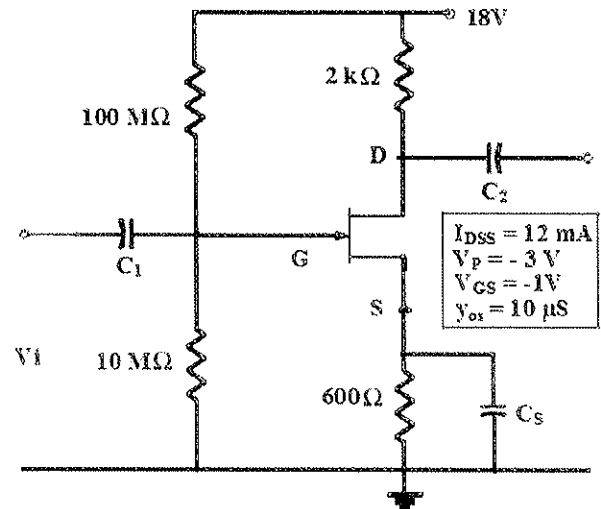 18V
2 kΩ
100 MΩ
D
C2
C1
G
IDSS = 12 mA
VP = - 3 V
VGS = -1V
yos = 10 µS
S
Vi
10 MΩ
600Ω
CS